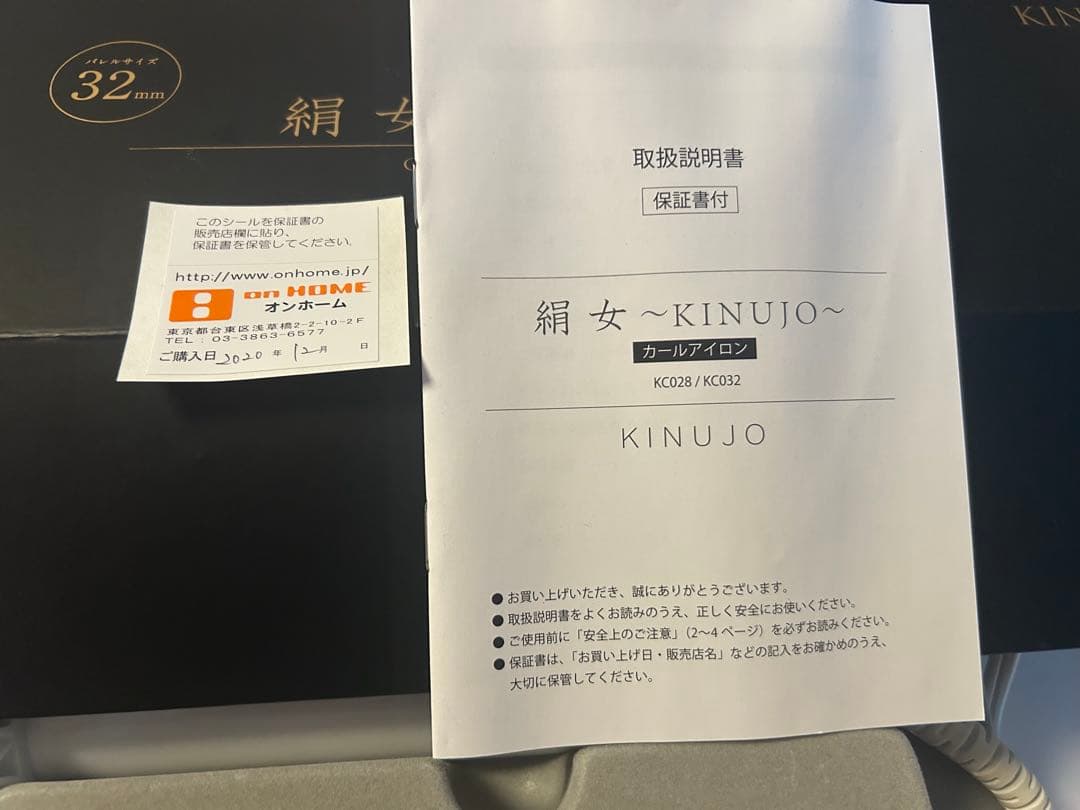 バレルサイズ
32mm
絹 女
KIN
このシールを保証書の
販売店欄に貼り、
保証書を保管してください。
http://www.onhome.jp/
on HOME
オンホーム
東京都台東区浅草橋2-2-10-2F
TEL : 03-3863-6577
ご購入日 2020 年 12 月 日
取扱説明書
保証書付
絹 女 ～KINUJO～
カールアイロン
KC028 / KC032
KINUJO
● お買い上げいただき、誠にありがとうございます。
● 取扱説明書をよくお読みのうえ、正しく安全にお使いください。
● ご使用前に「安全上のご注意」（2～4 ページ）を必ずお読みください。
● 保証書は、「お買い上げ日・販売店名」などの記入をお確かめのうえ、
大切に保管してください。